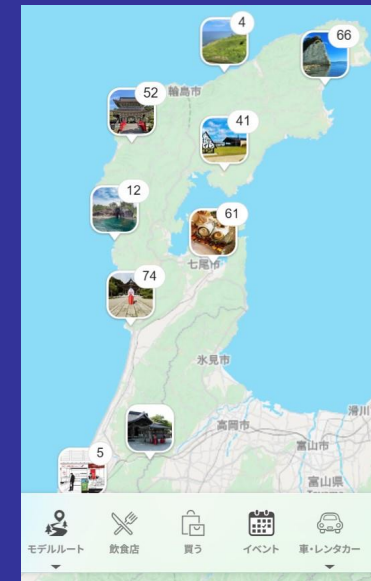 4
66
52
輪島市
41
12
61
七尾市
74
氷見市
高岡市
滑川
富山市
5
富山県
モデルルート
飲食店
買う
イベント
車・レンタカー